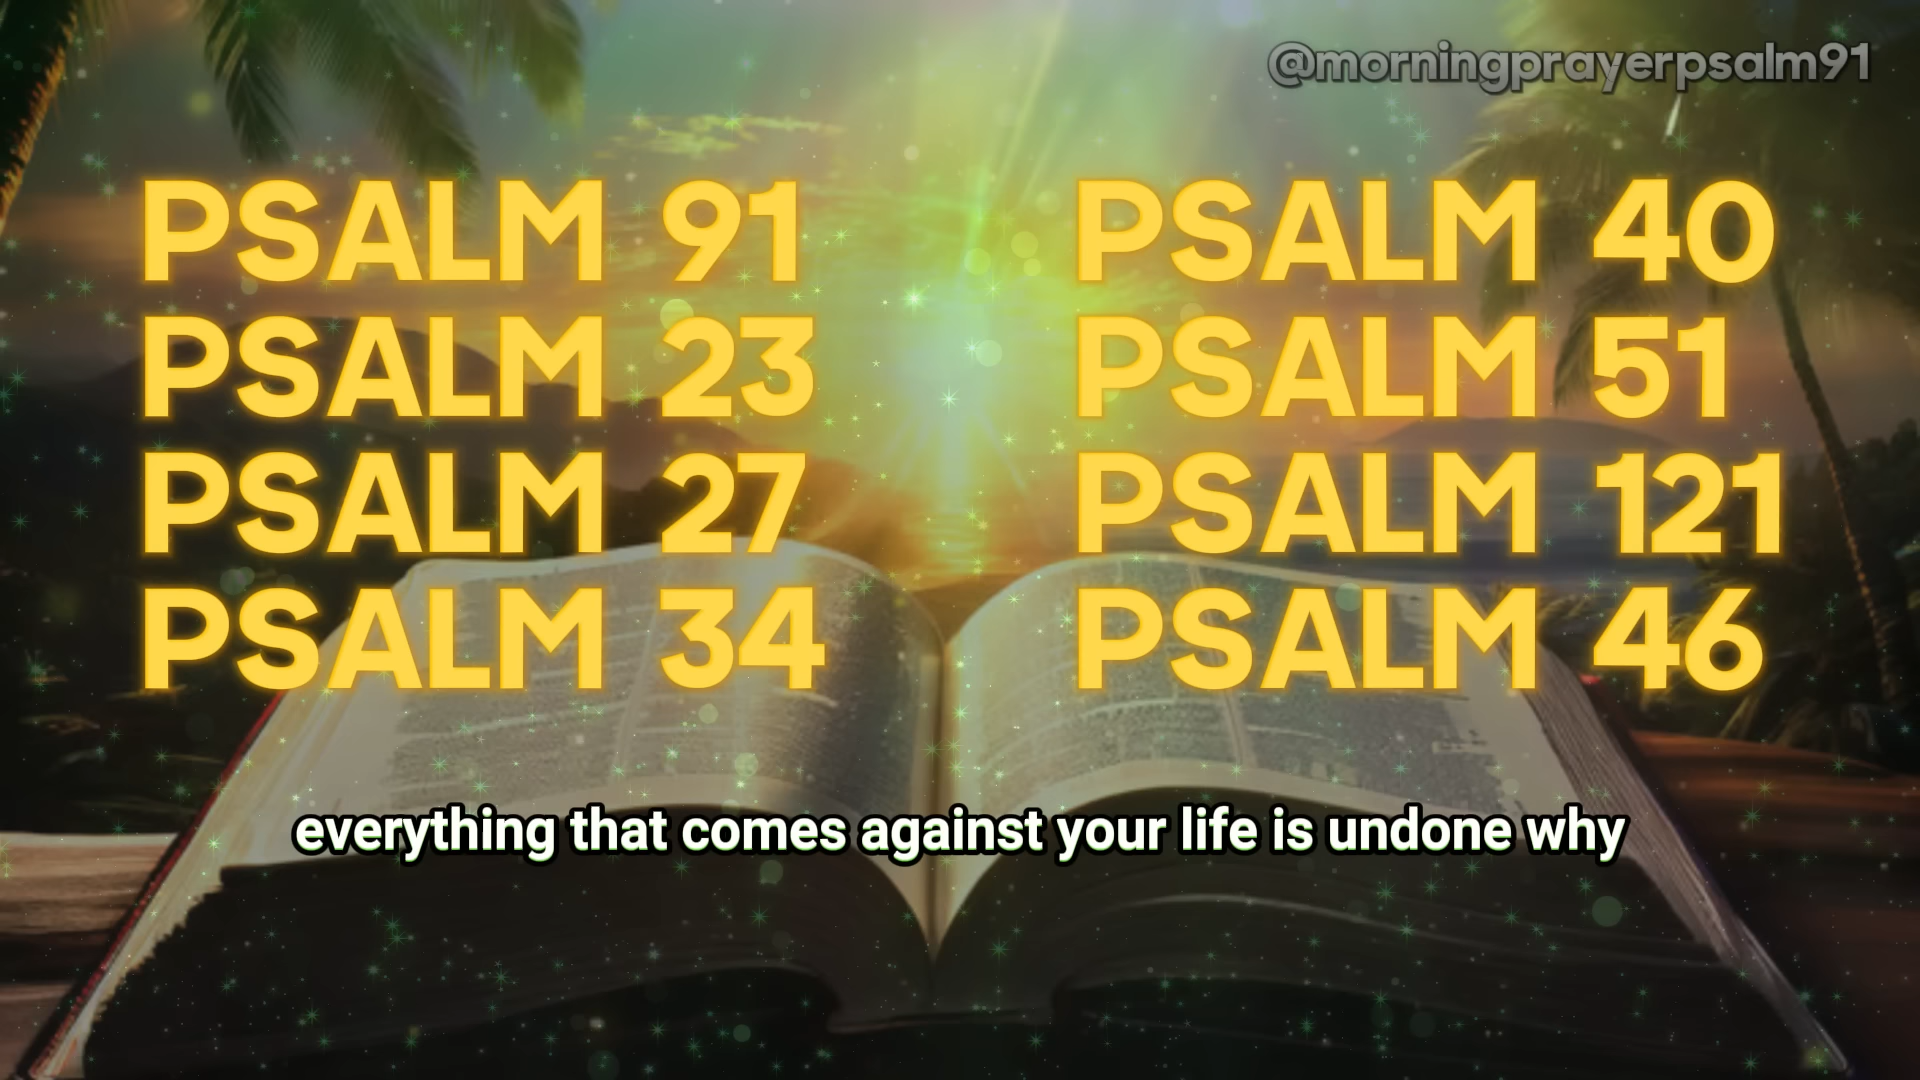 @morningprayerpsalm91
PSALM 91
PSALM 23
PSALM 27
PSALM 34
PSALM 40
PSALM 51
PSALM 121
PSALM 46
everything that comes against your life is undone why